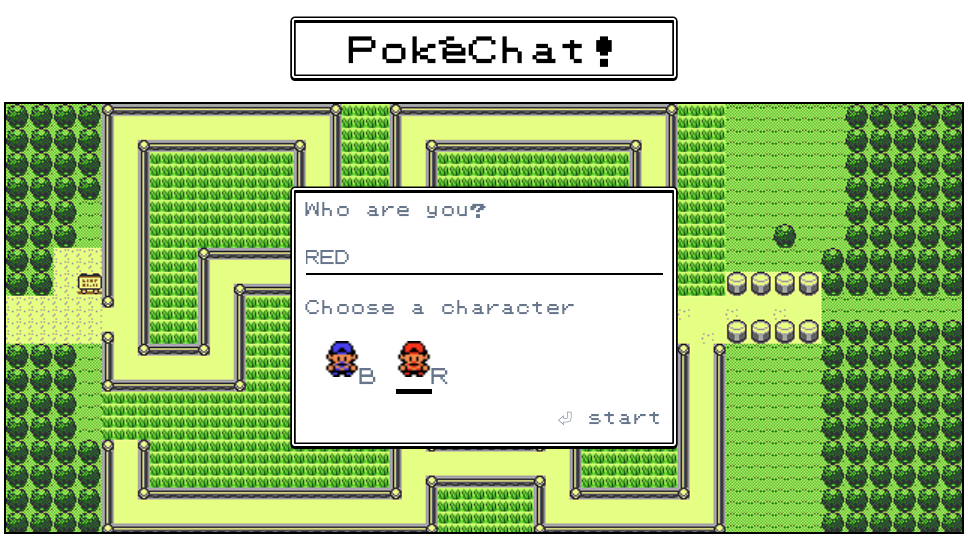 PokéChat!
Who are you?
RED
Choose a character
B R
⏎ start